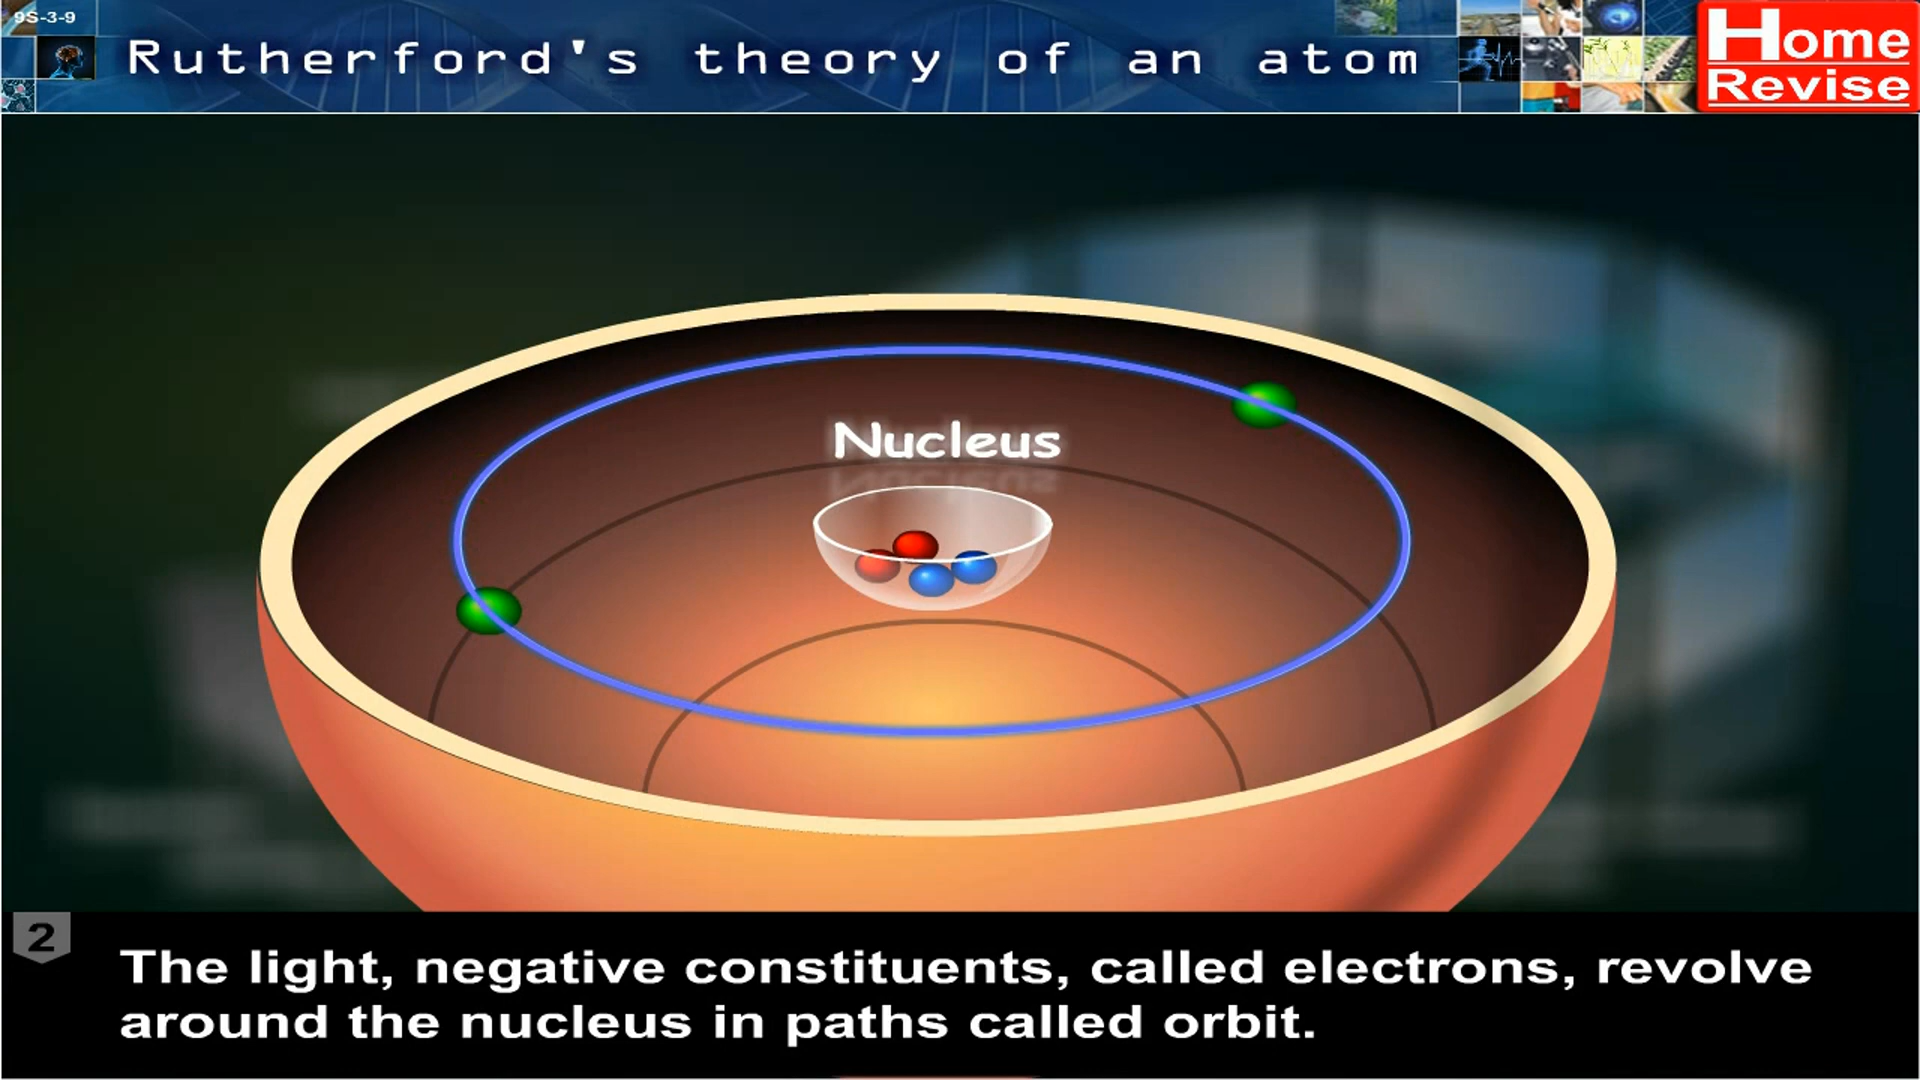 9S-3-9
Rutherford's theory of an atom
Home
Revise
Nucleus
2
The light, negative constituents, called electrons, revolve
around the nucleus in paths called orbit.